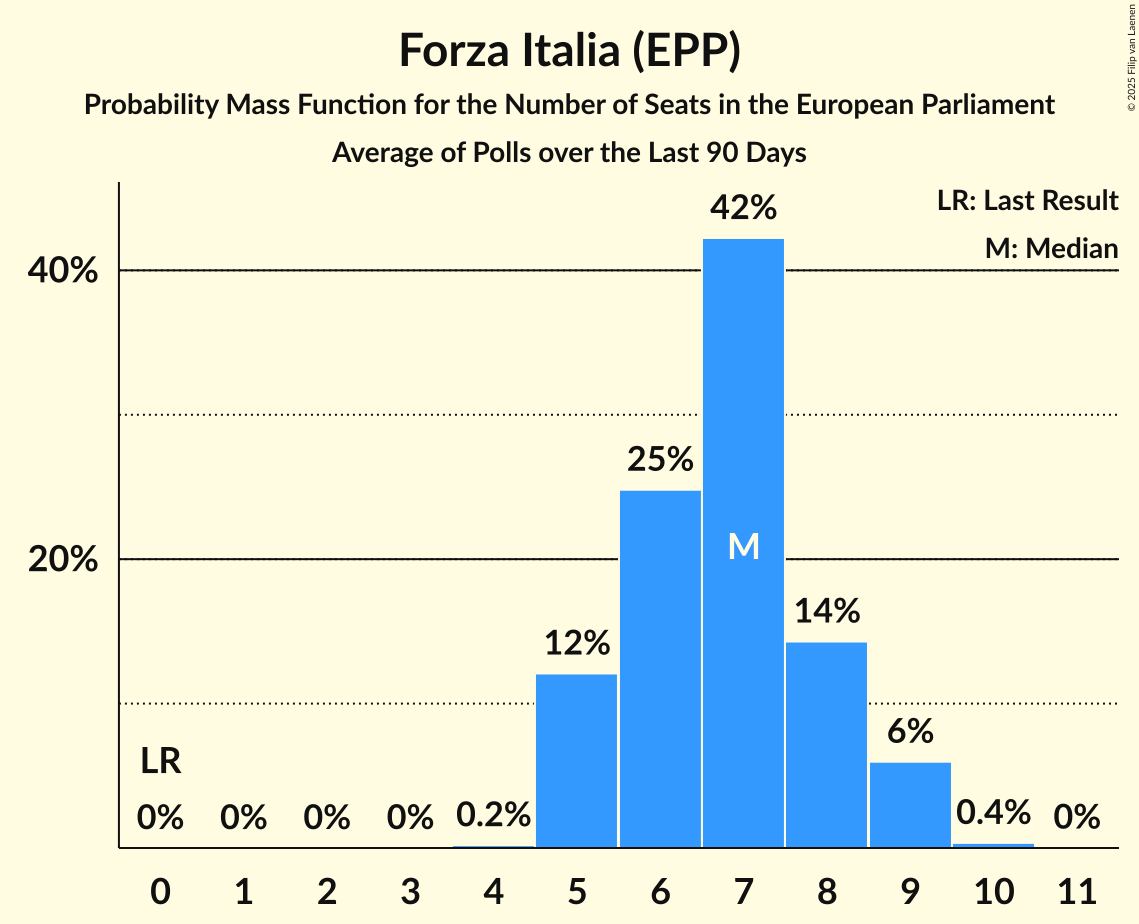 Forza Italia (EPP)
Probability Mass Function for the Number of Seats in the European Parliament
Average of Polls over the Last 90 Days
© 2025 Filip van Laenen
LR: Last Result
M: Median
40%
20%
LR
0%
0%
0%
0%
0.2%
12%
25%
42%
M
14%
6%
0.4%
0%
0 1 2 3 4 5 6 7 8 9 10 11